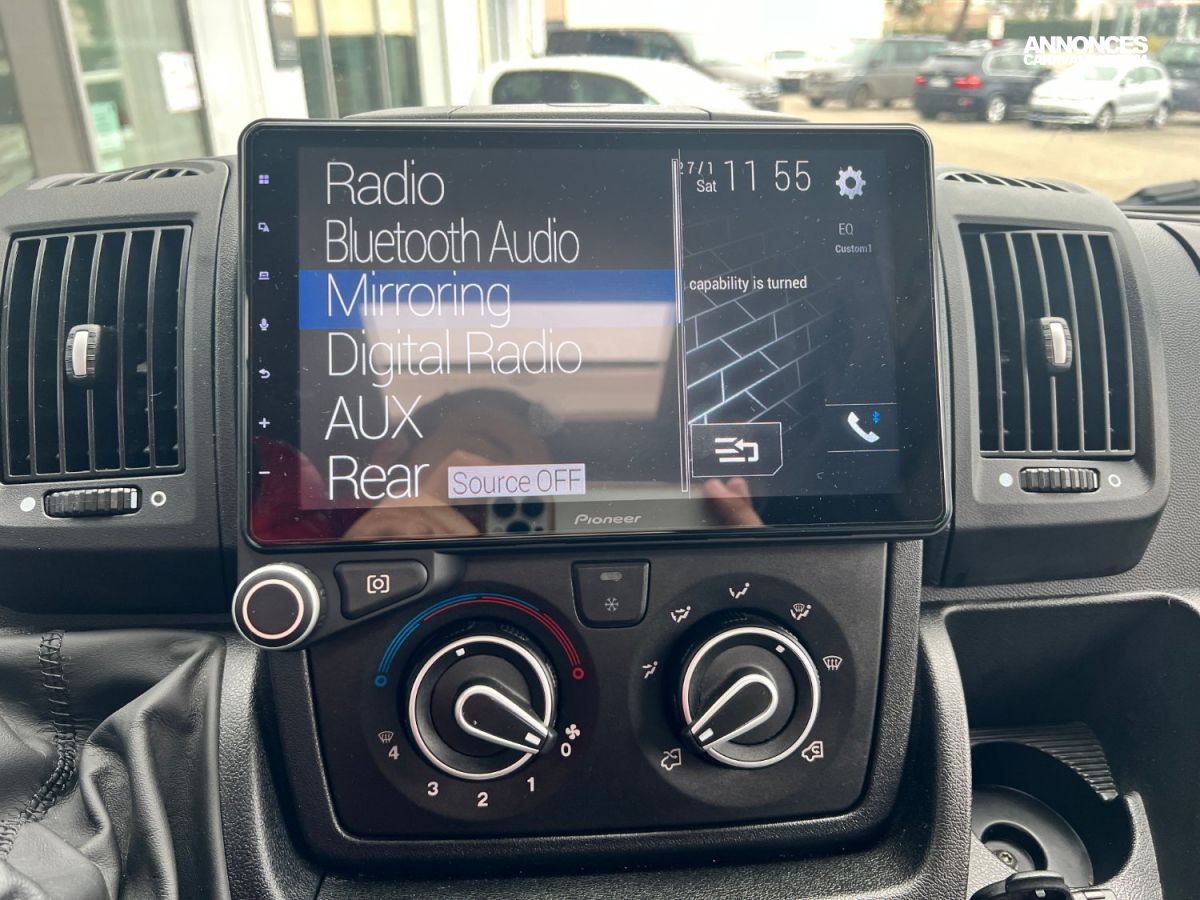 ANNONCES
Radio
Bluetooth Audio
Mirroring
Digital Radio
AUX
Rear
Source OFF
27/1
Sat
11 55
EQ
Custom1
capability is turned
Pioneer
4
3
2
1
0